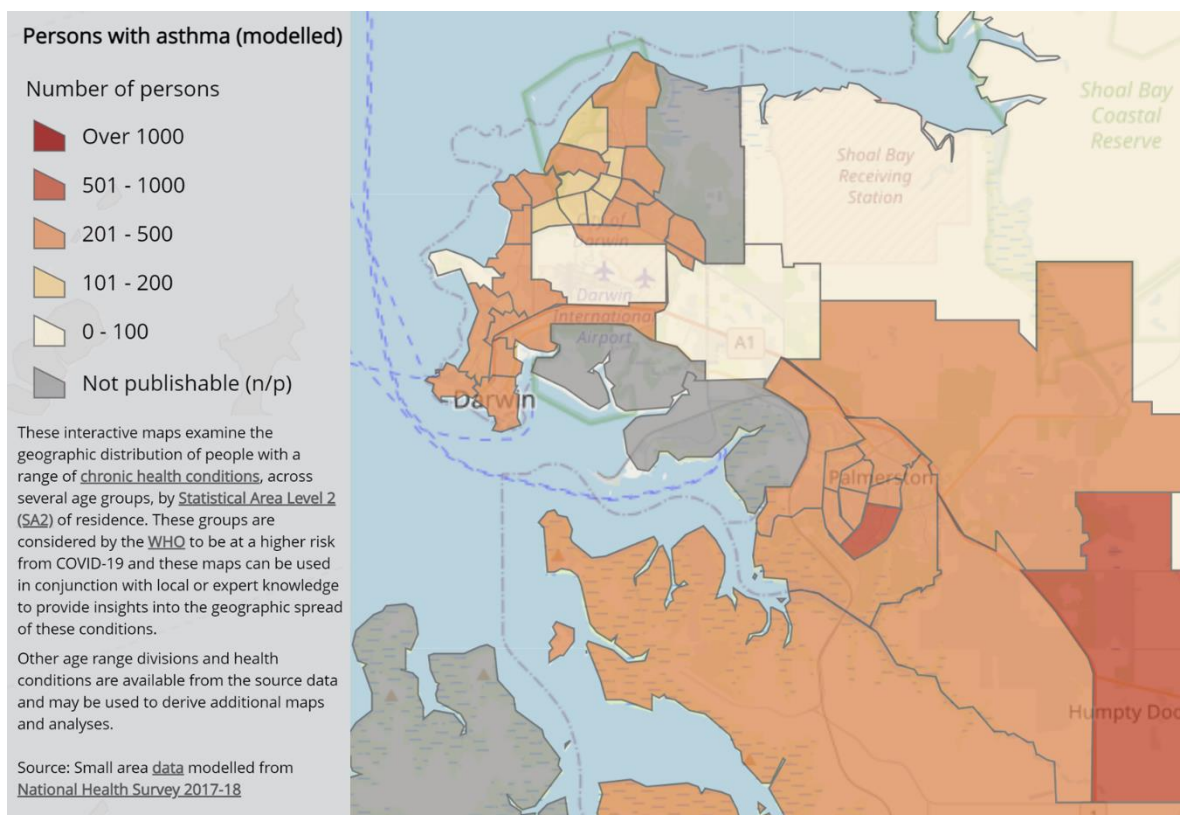 Persons with asthma (modelled)
Number of persons
Over 1000
501 - 1000
201 - 500
101 - 200
0 - 100
Not publishable (n/p)
These interactive maps examine the
geographic distribution of people with a
range of chronic health conditions, across
several age groups, by Statistical Area Level 2
(SA2) of residence. These groups are
considered by the WHO to be at a higher risk
from COVID-19 and these maps can be used
in conjunction with local or expert knowledge
to provide insights into the geographic spread
of these conditions.
Other age range divisions and health
conditions are available from the source data
and may be used to derive additional maps
and analyses.
Source: Small area data modelled from
National Health Survey 2017-18
Shoal Bay
Coastal
Reserve
Shoal Bay
Receiving
Station
City of
Darwin
Darwin
International
Airport
A1
Darwin
Palmerston
Humpty Doo